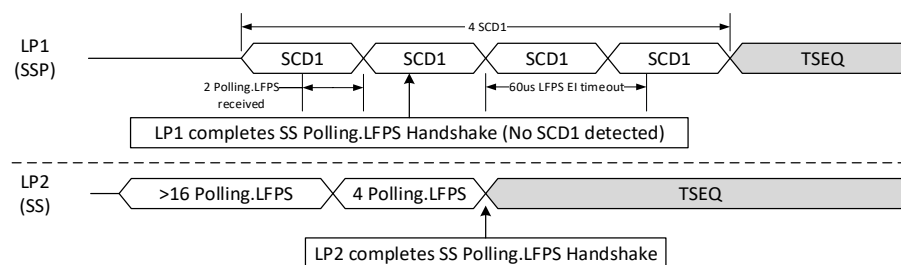 4 SCD1
LP1
(SSP)
SCD1 SCD1 SCD1 SCD1 TSEQ
2 Polling.LFPS
received
60us LFPS EI timeout
LP1 completes SS Polling.LFPS Handshake (No SCD1 detected)
LP2
(SS)
>16 Polling.LFPS 4 Polling.LFPS TSEQ
LP2 completes SS Polling.LFPS Handshake